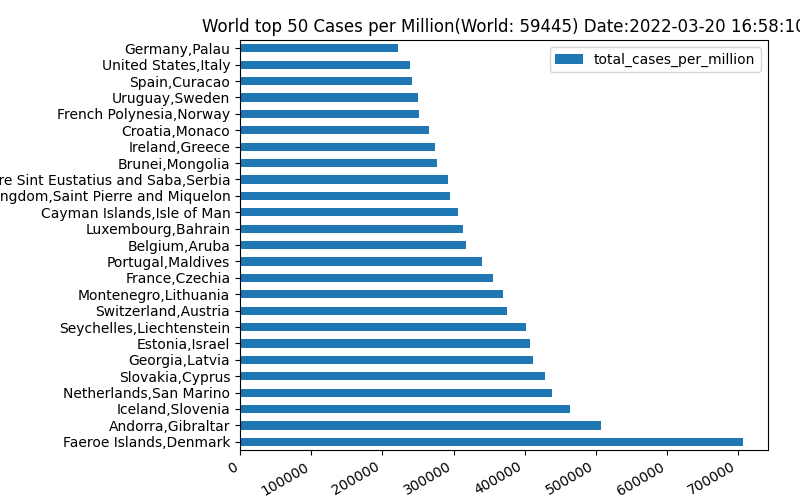 World top 50 Cases per Million(World: 59445) Date:2022-03-20 16:58:10
total_cases_per_million
Germany,Palau
United States,Italy
Spain,Curacao
Uruguay,Sweden
French Polynesia,Norway
Croatia,Monaco
Ireland,Greece
Brunei,Mongolia
re Sint Eustatius and Saba,Serbia
ngdom,Saint Pierre and Miquelon
Cayman Islands,Isle of Man
Luxembourg,Bahrain
Belgium,Aruba
Portugal,Maldives
France,Czechia
Montenegro,Lithuania
Switzerland,Austria
Seychelles,Liechtenstein
Estonia,Israel
Georgia,Latvia
Slovakia,Cyprus
Netherlands,San Marino
Iceland,Slovenia
Andorra,Gibraltar
Faeroe Islands,Denmark
0 100000 200000 300000 400000 500000 600000 700000